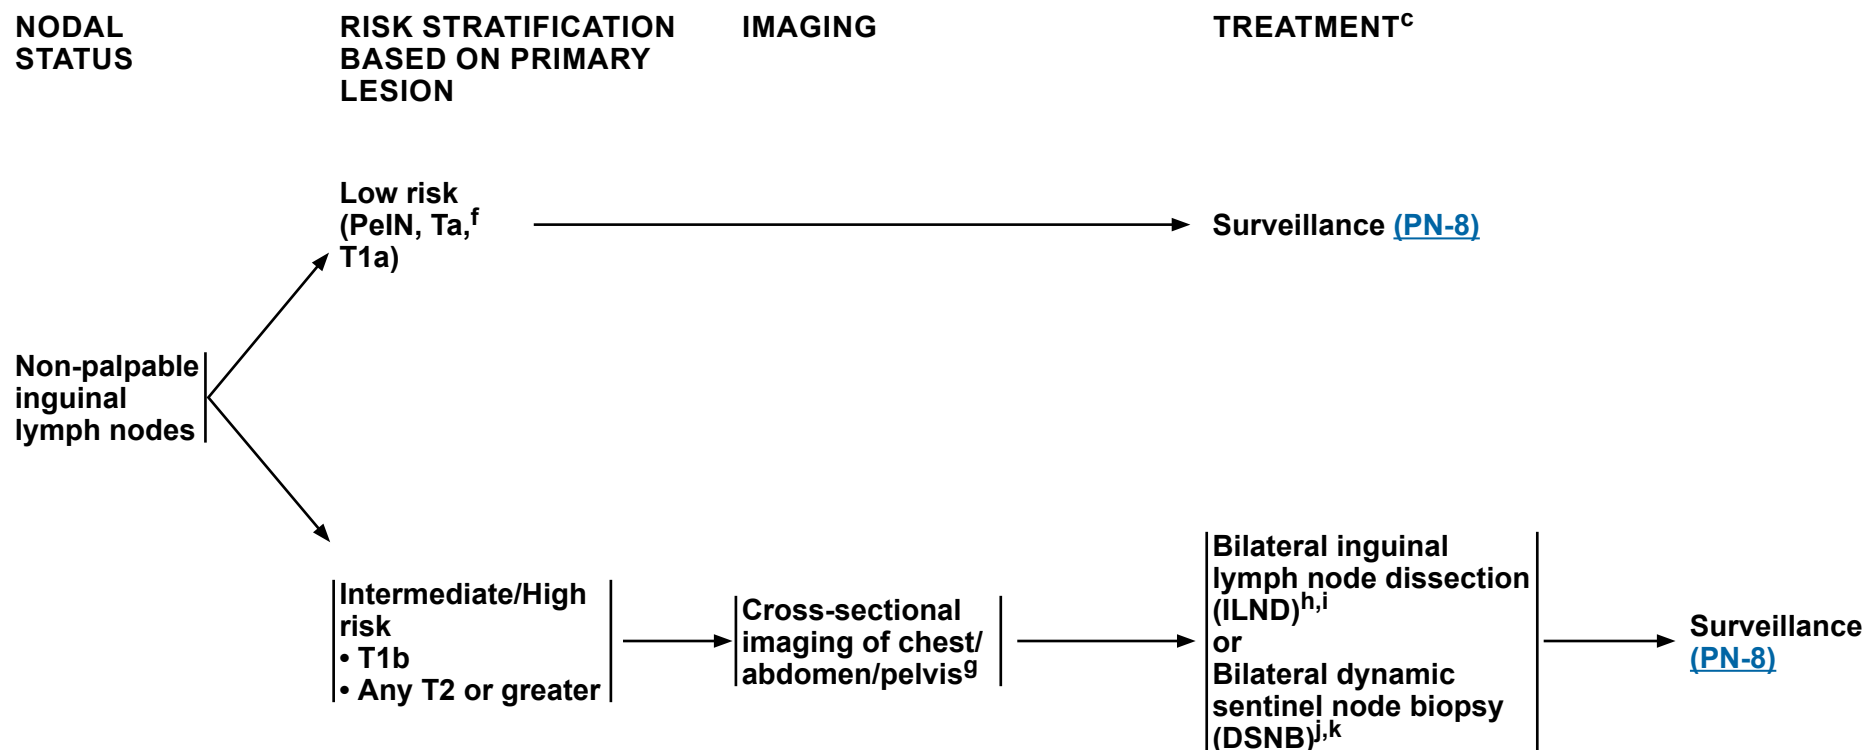 NODAL
STATUS
RISK STRATIFICATION
BASED ON PRIMARY
LESION
IMAGING
TREATMENTc
Low risk
(PeIN, Ta,f
T1a)
Surveillance (PN-8)
Non-palpable
inguinal
lymph nodes
Intermediate/High
risk
• T1b
• Any T2 or greater
Cross-sectional
imaging of chest/
abdomen/pelvisg
Bilateral inguinal
lymph node dissection
(ILND)h,i
or
Bilateral dynamic
sentinel node biopsy
(DSNB)j,k
Surveillance
(PN-8)